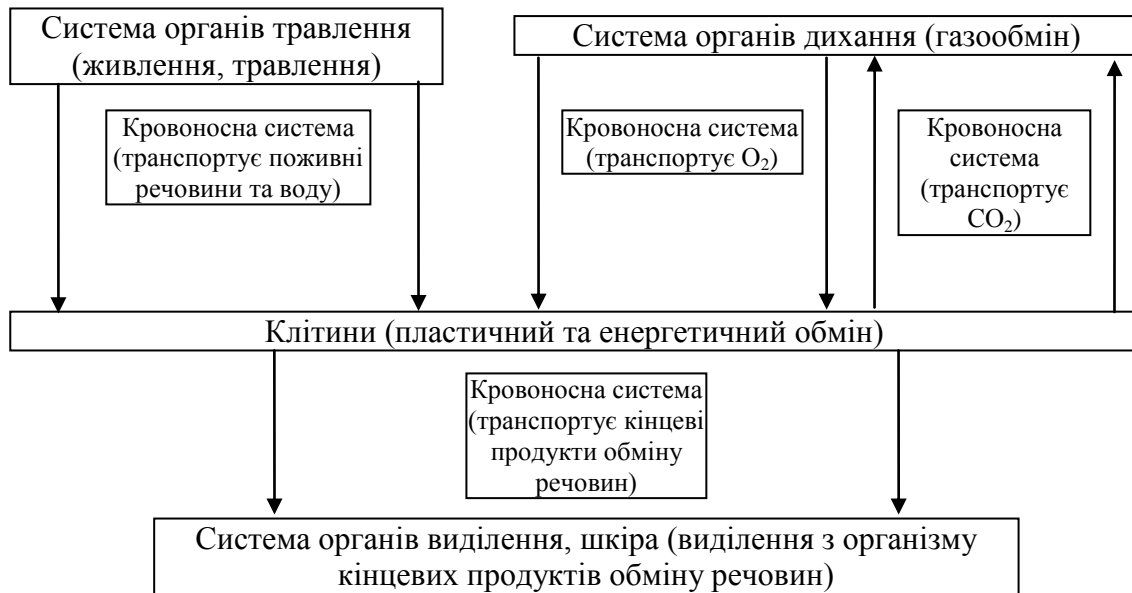 Система органів травлення
(живлення, травлення)
Система органів дихання (газообмін)
Кровоносна система
(транспортує поживні
речовини та воду)
Кровоносна система
(транспортує O₂)
Кровоносна
система
(транспортує
CO₂)
Клітини (пластичний та енергетичний обмін)
Кровоносна система
(транспортує кінцеві
продукти обміну
речовин)
Система органів виділення, шкіра (виділення з організму
кінцевих продуктів обміну речовин)